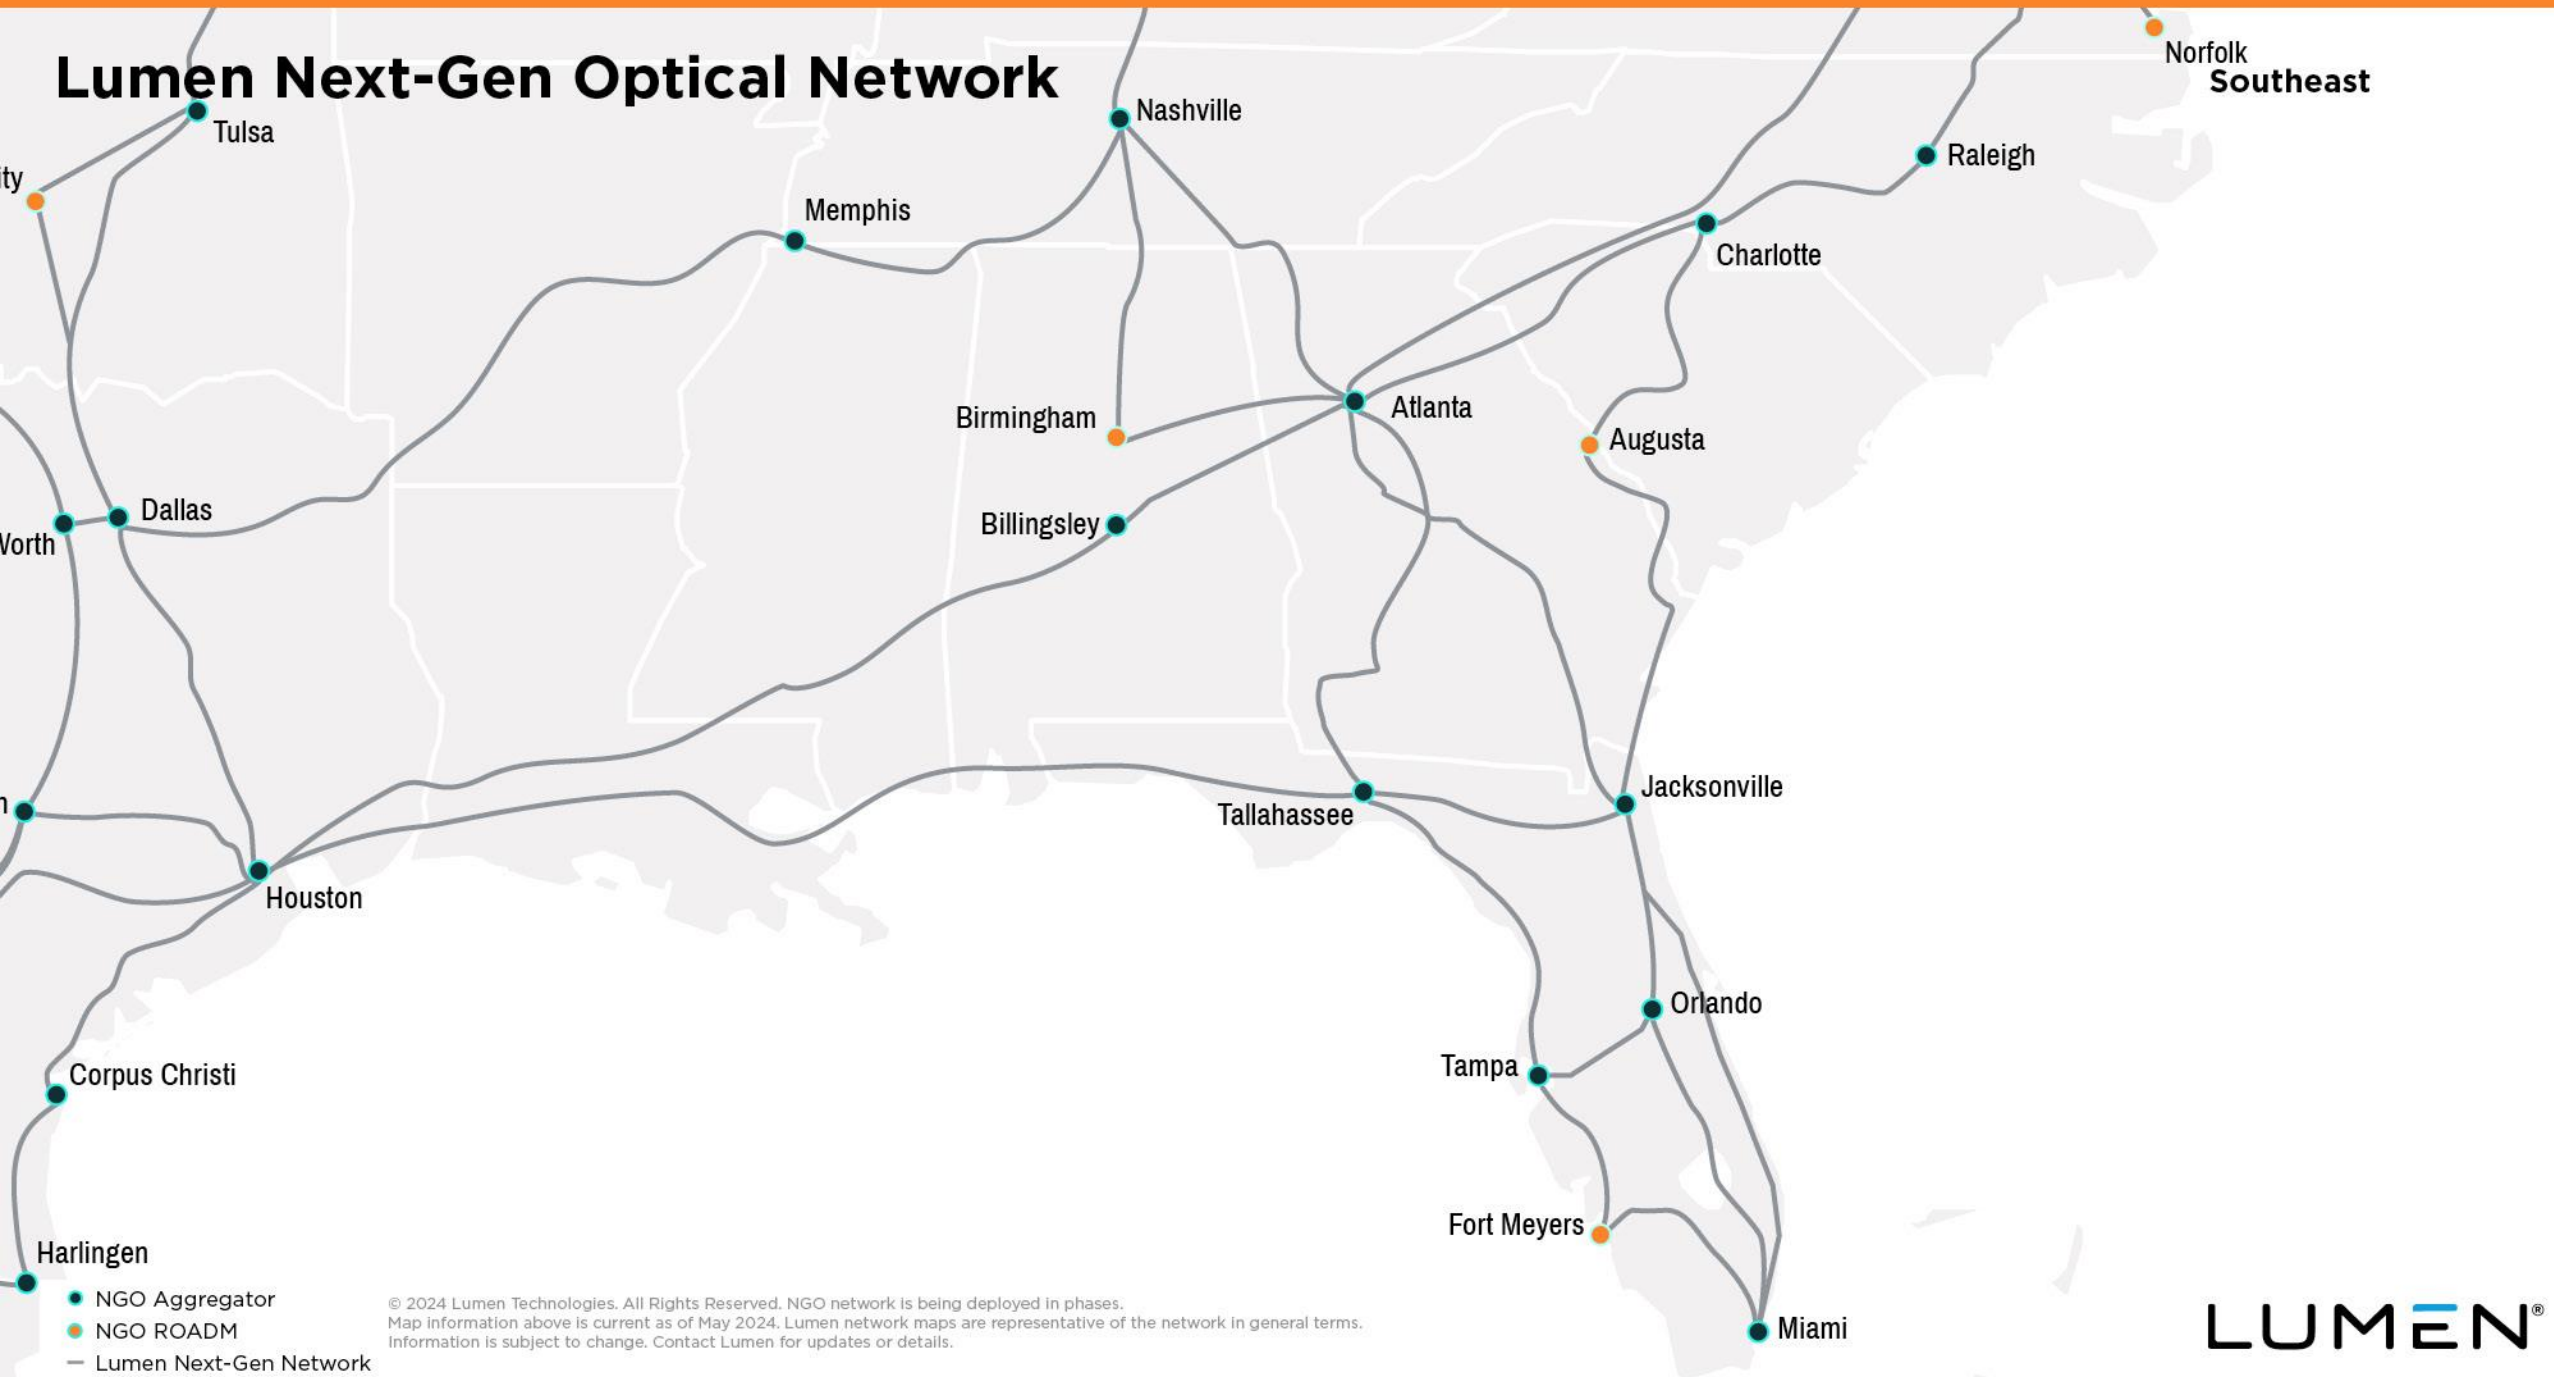 Lumen Next-Gen Optical Network
Norfolk
Southeast
Tulsa
Nashville
Raleigh
ity
Memphis
Charlotte
Birmingham
Atlanta
Augusta
Billingsley
Dallas
Worth
Jacksonville
Tallahassee
n
Houston
Orlando
Tampa
Corpus Christi
Fort Meyers
Harlingen
Miami
NGO Aggregator
NGO ROADM
Lumen Next-Gen Network
© 2024 Lumen Technologies. All Rights Reserved. NGO network is being deployed in phases.
Map information above is current as of May 2024. Lumen network maps are representative of the network in general terms.
Information is subject to change. Contact Lumen for updates or details.
LUMEN®